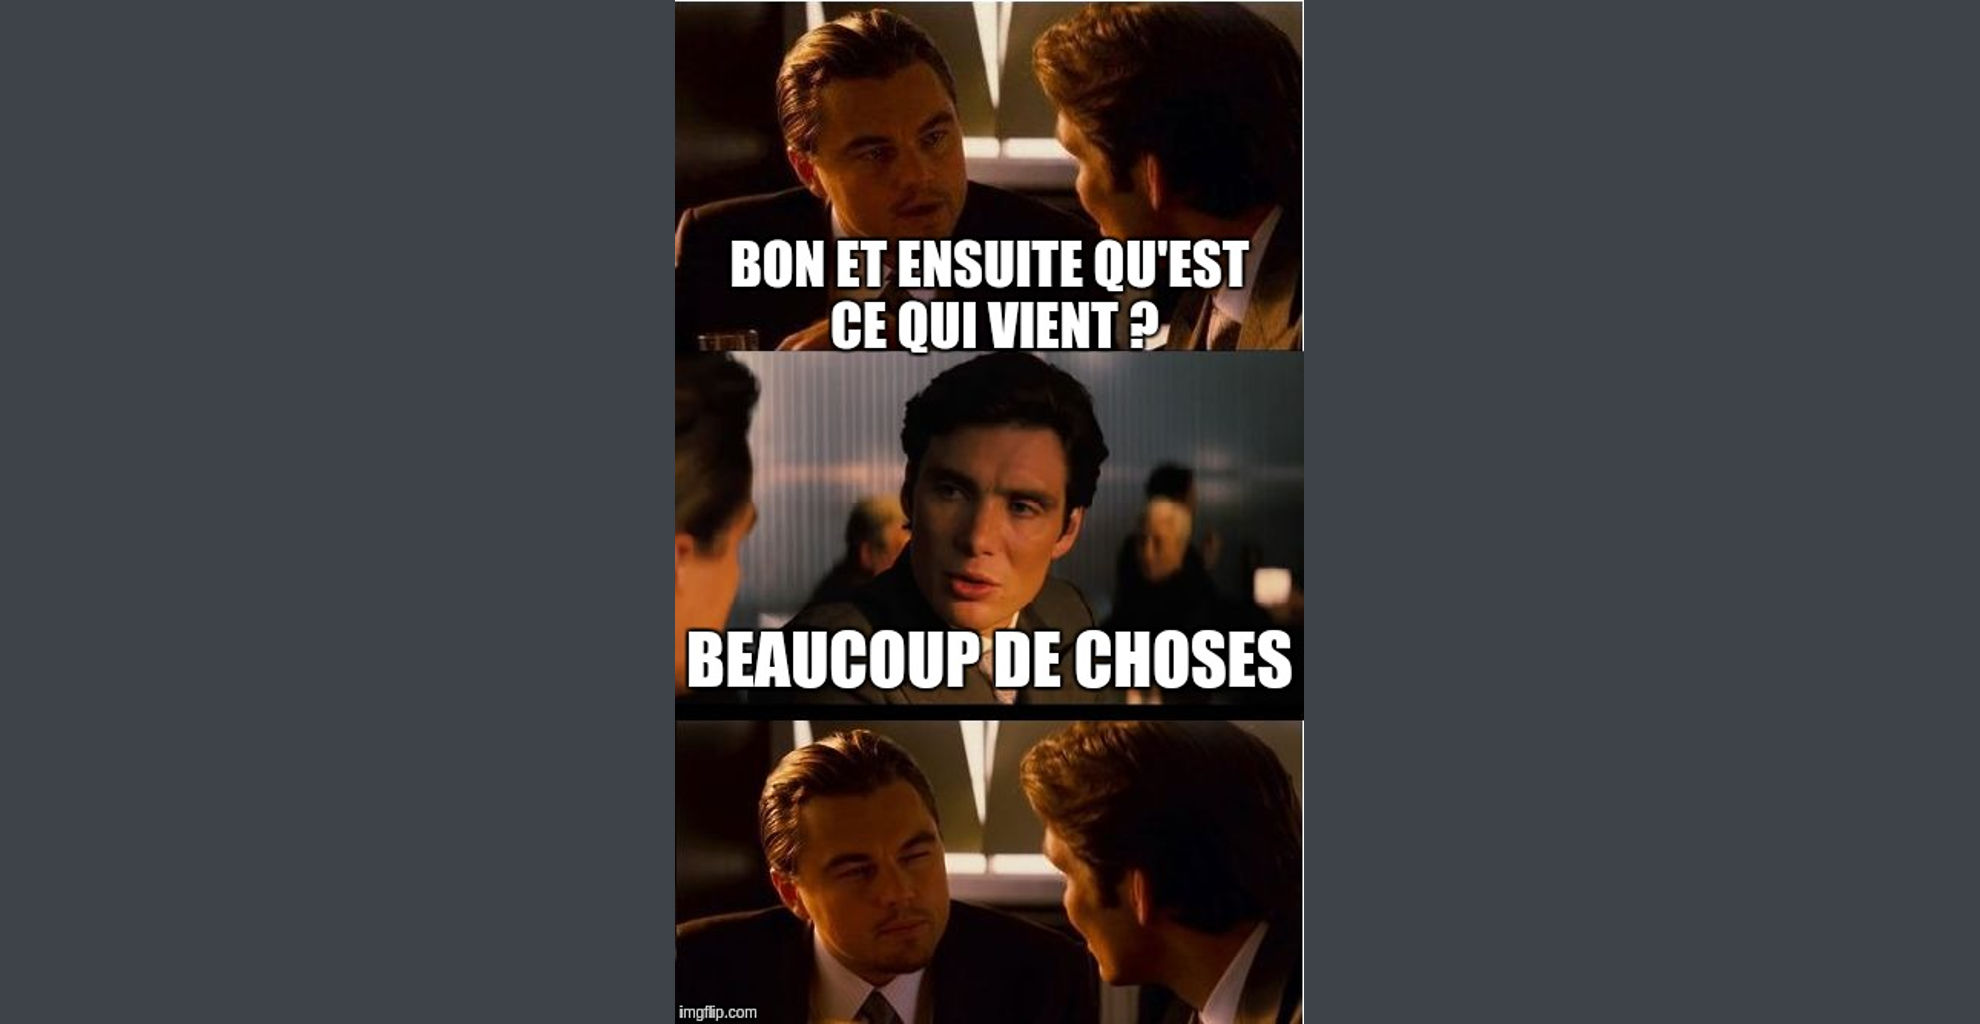 BON ET ENSUITE QU'EST
CE QUI VIENT ?
BEAUCOUP DE CHOSES
imgflip.com